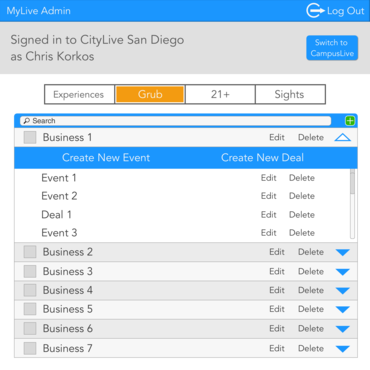 MyLive Admin
Log Out
Signed in to CityLive San Diego
as Chris Korkos
Switch to
CampusLive
Experiences
Grub
21+
Sights
Search
Business 1 Edit Delete
Create New Event Create New Deal
Event 1 Edit Delete
Event 2 Edit Delete
Deal 1 Edit Delete
Event 3 Edit Delete
Business 2 Edit Delete
Business 3 Edit Delete
Business 4 Edit Delete
Business 5 Edit Delete
Business 6 Edit Delete
Business 7 Edit Delete